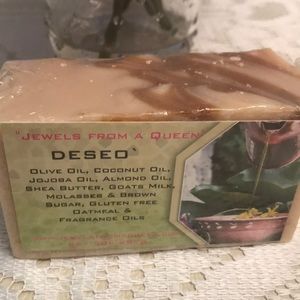 "Jewels from a Queen
DESEO`
Olive Oil, Coconut Oil,
Jojoba Oil, Almond Oil,
Shea Butter, Goats Milk,
Molasses & Brown
Sugar, Gluten free
Oatmeal &
Fragrance Oils